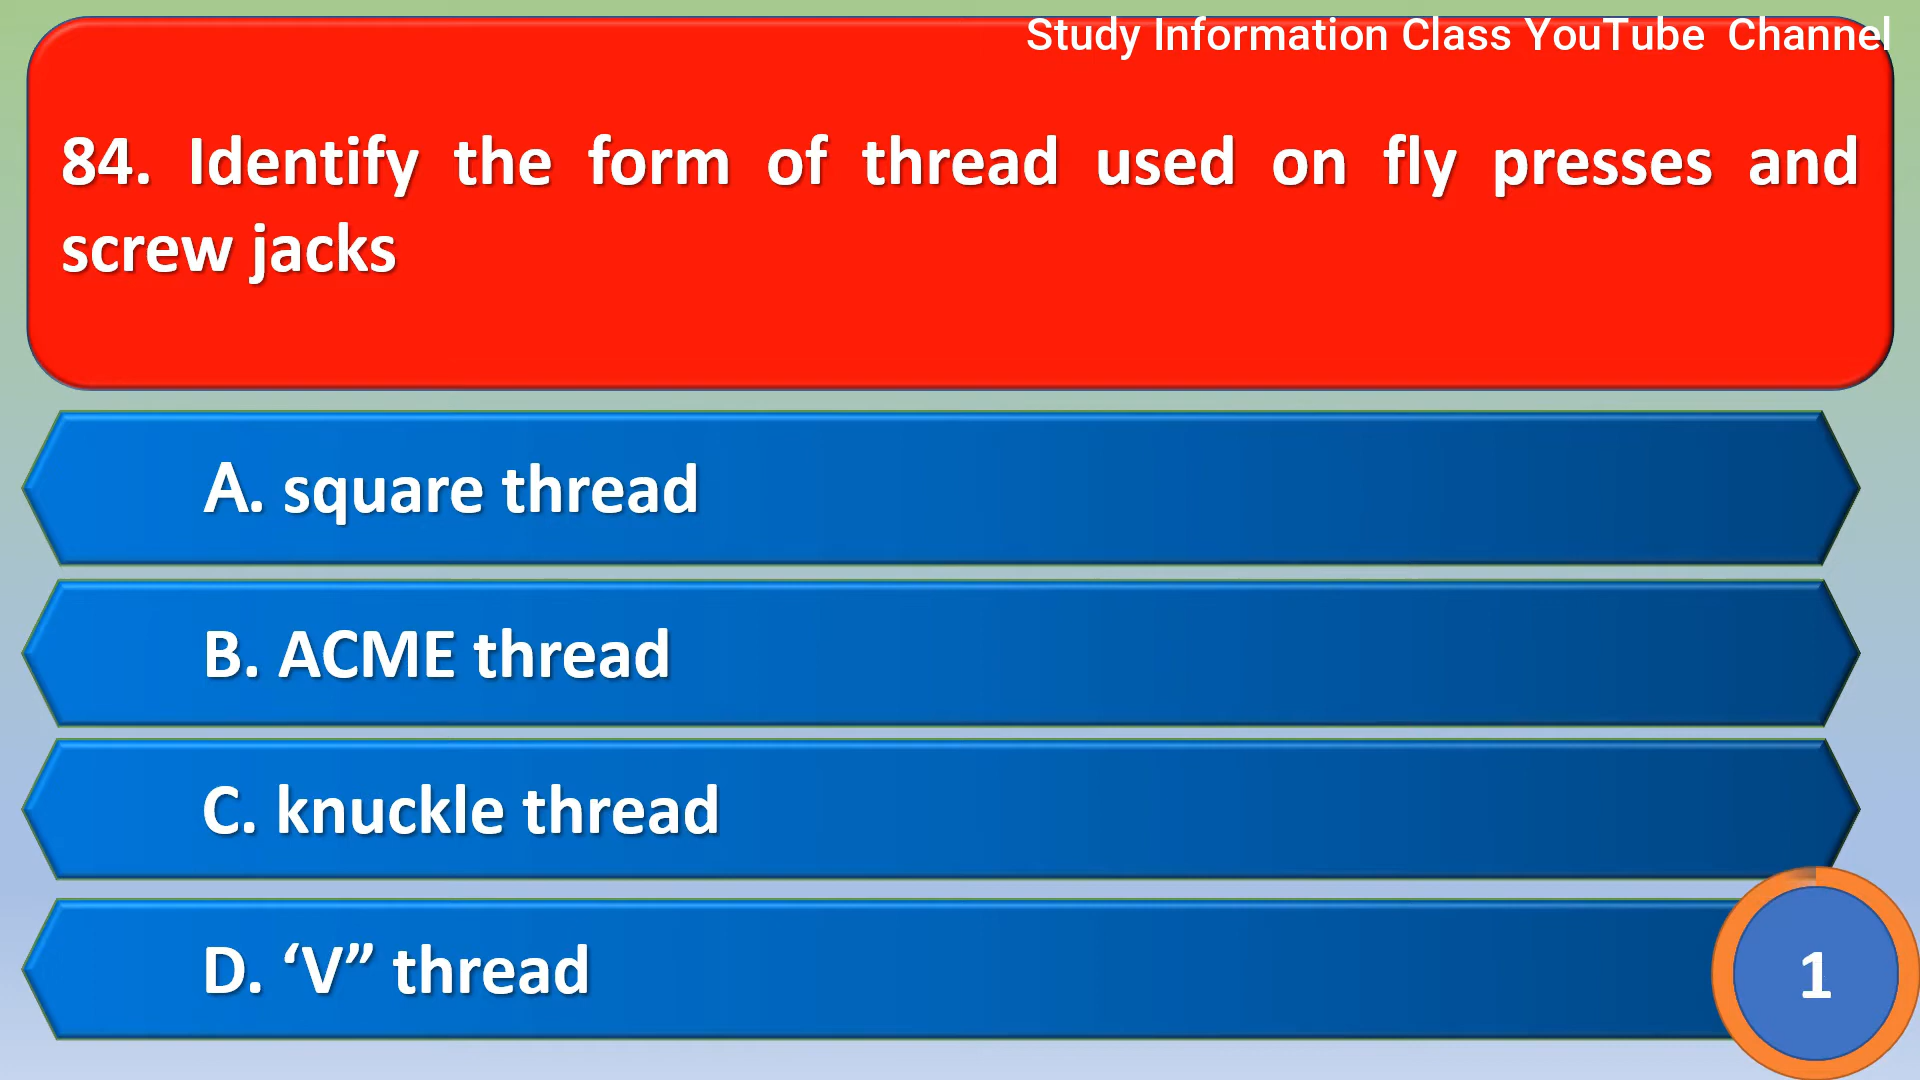 Study Information Class YouTube Channel
84. Identify the form of thread used on fly presses and
screw jacks
A. square thread
B. ACME thread
C. knuckle thread
D. ‘V” thread
1